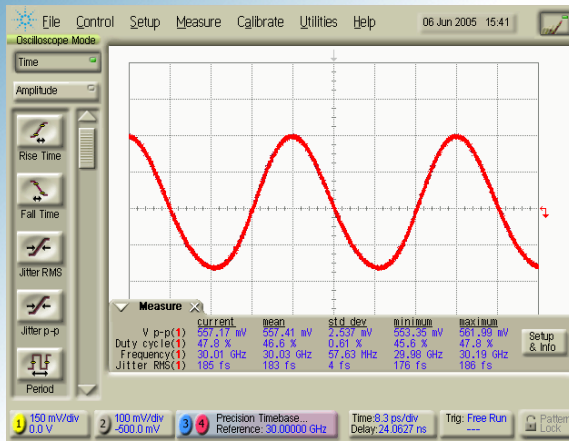 File Control Setup Measure Calibrate Utilities Help 06 Jun 2005 15:41
Oscilloscope Mode
Time
Amplitude
Rise Time
Fall Time
Jitter RMS
Jitter p-p
Period
Measure
current mean std dev minimum maximum
V p-p(1) 557.17 mV 557.41 mV 2.537 mV 553.35 mV 561.99 mV
Duty cycle(1) 47.8 % 46.6 % 0.61 % 45.6 % 47.8 %
Frequency(1) 30.01 GHz 30.03 GHz 57.63 MHz 29.98 GHz 30.19 GHz
Jitter RMS(1) 185 fs 183 fs 4 fs 176 fs 186 fs
Setup
& Info
1 150 mV/div
0.0 V
2 100 mV/div
-500.0 mV
3 4 Precision Timebase...
Reference: 30.00000 GHz
Time:8.3 ps/div
Delay:24.0627 ns
Trig: Free Run
---
Pattern
Lock